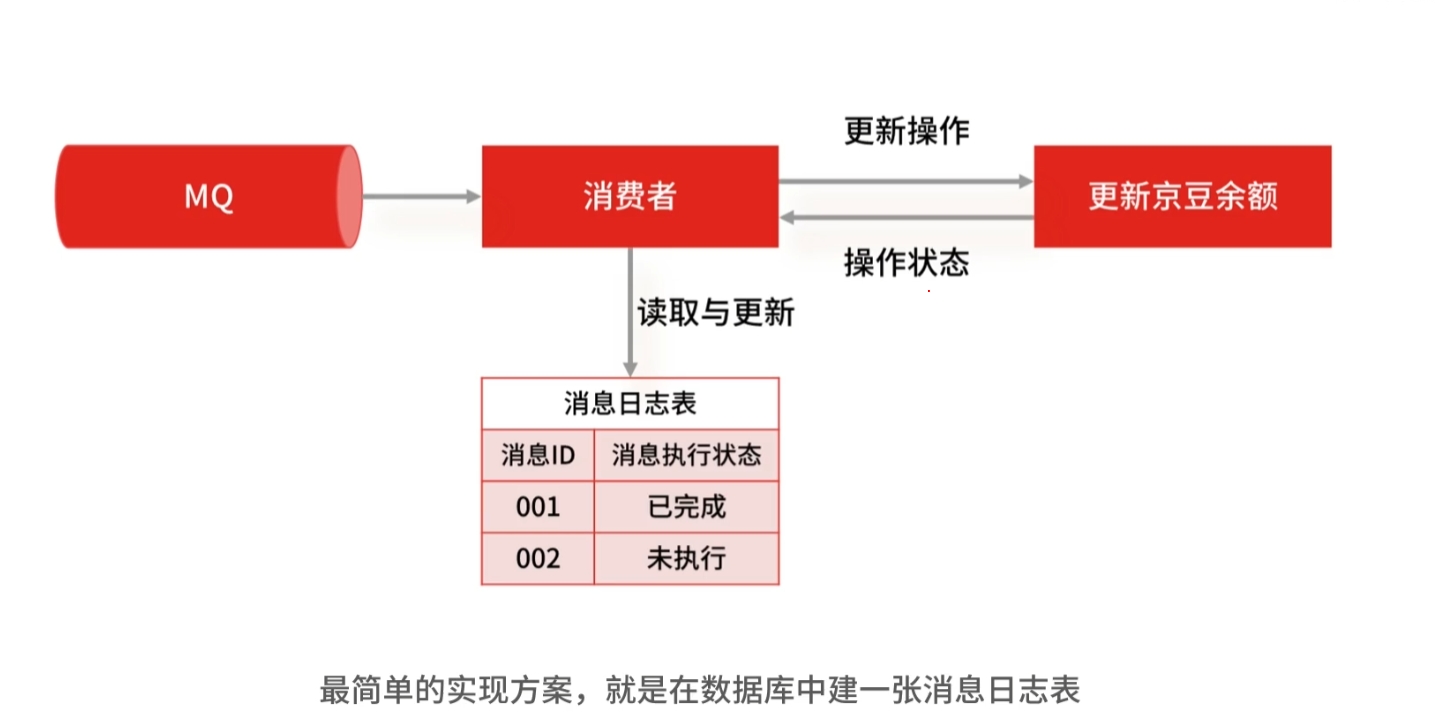 更新操作
MQ
消费者
更新京豆余额
操作状态
读取与更新
消息日志表
消息ID 消息执行状态
001 已完成
002 未执行
最简单的实现方案，就是在数据库中建一张消息日志表